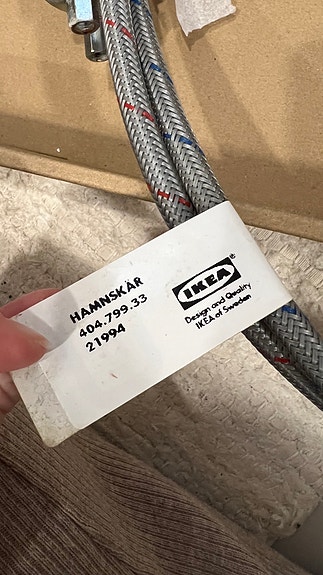 HAMNSKÄR
404.799.33
21994
IKEA
Design and Quality
IKEA of Sweden